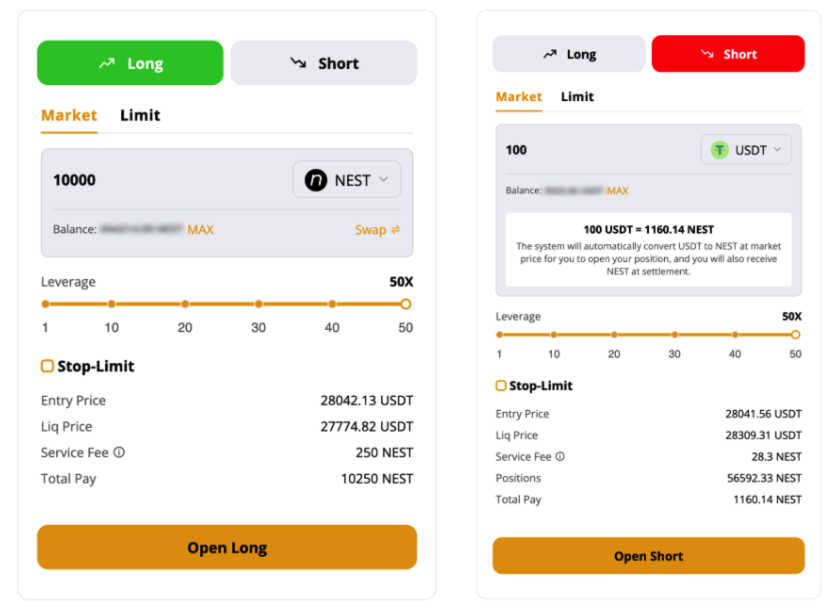 Long
Short
Market
Limit
10000
NEST
Balance:
MAX
Swap
Leverage
50X
1 10 20 30 40 50
Stop-Limit
Entry Price 28042.13 USDT
Liq Price 27774.82 USDT
Service Fee 250 NEST
Total Pay 10250 NEST
Open Long
Long
Short
Market
Limit
100
USDT
Balance:
MAX
100 USDT = 1160.14 NEST
The system will automatically convert USDT to NEST at market
price for you to open your position, and you will also receive
NEST at settlement.
Leverage
50X
1 10 20 30 40 50
Stop-Limit
Entry Price 28041.56 USDT
Liq Price 28309.31 USDT
Service Fee 28.3 NEST
Positions 56592.33 NEST
Total Pay 1160.14 NEST
Open Short